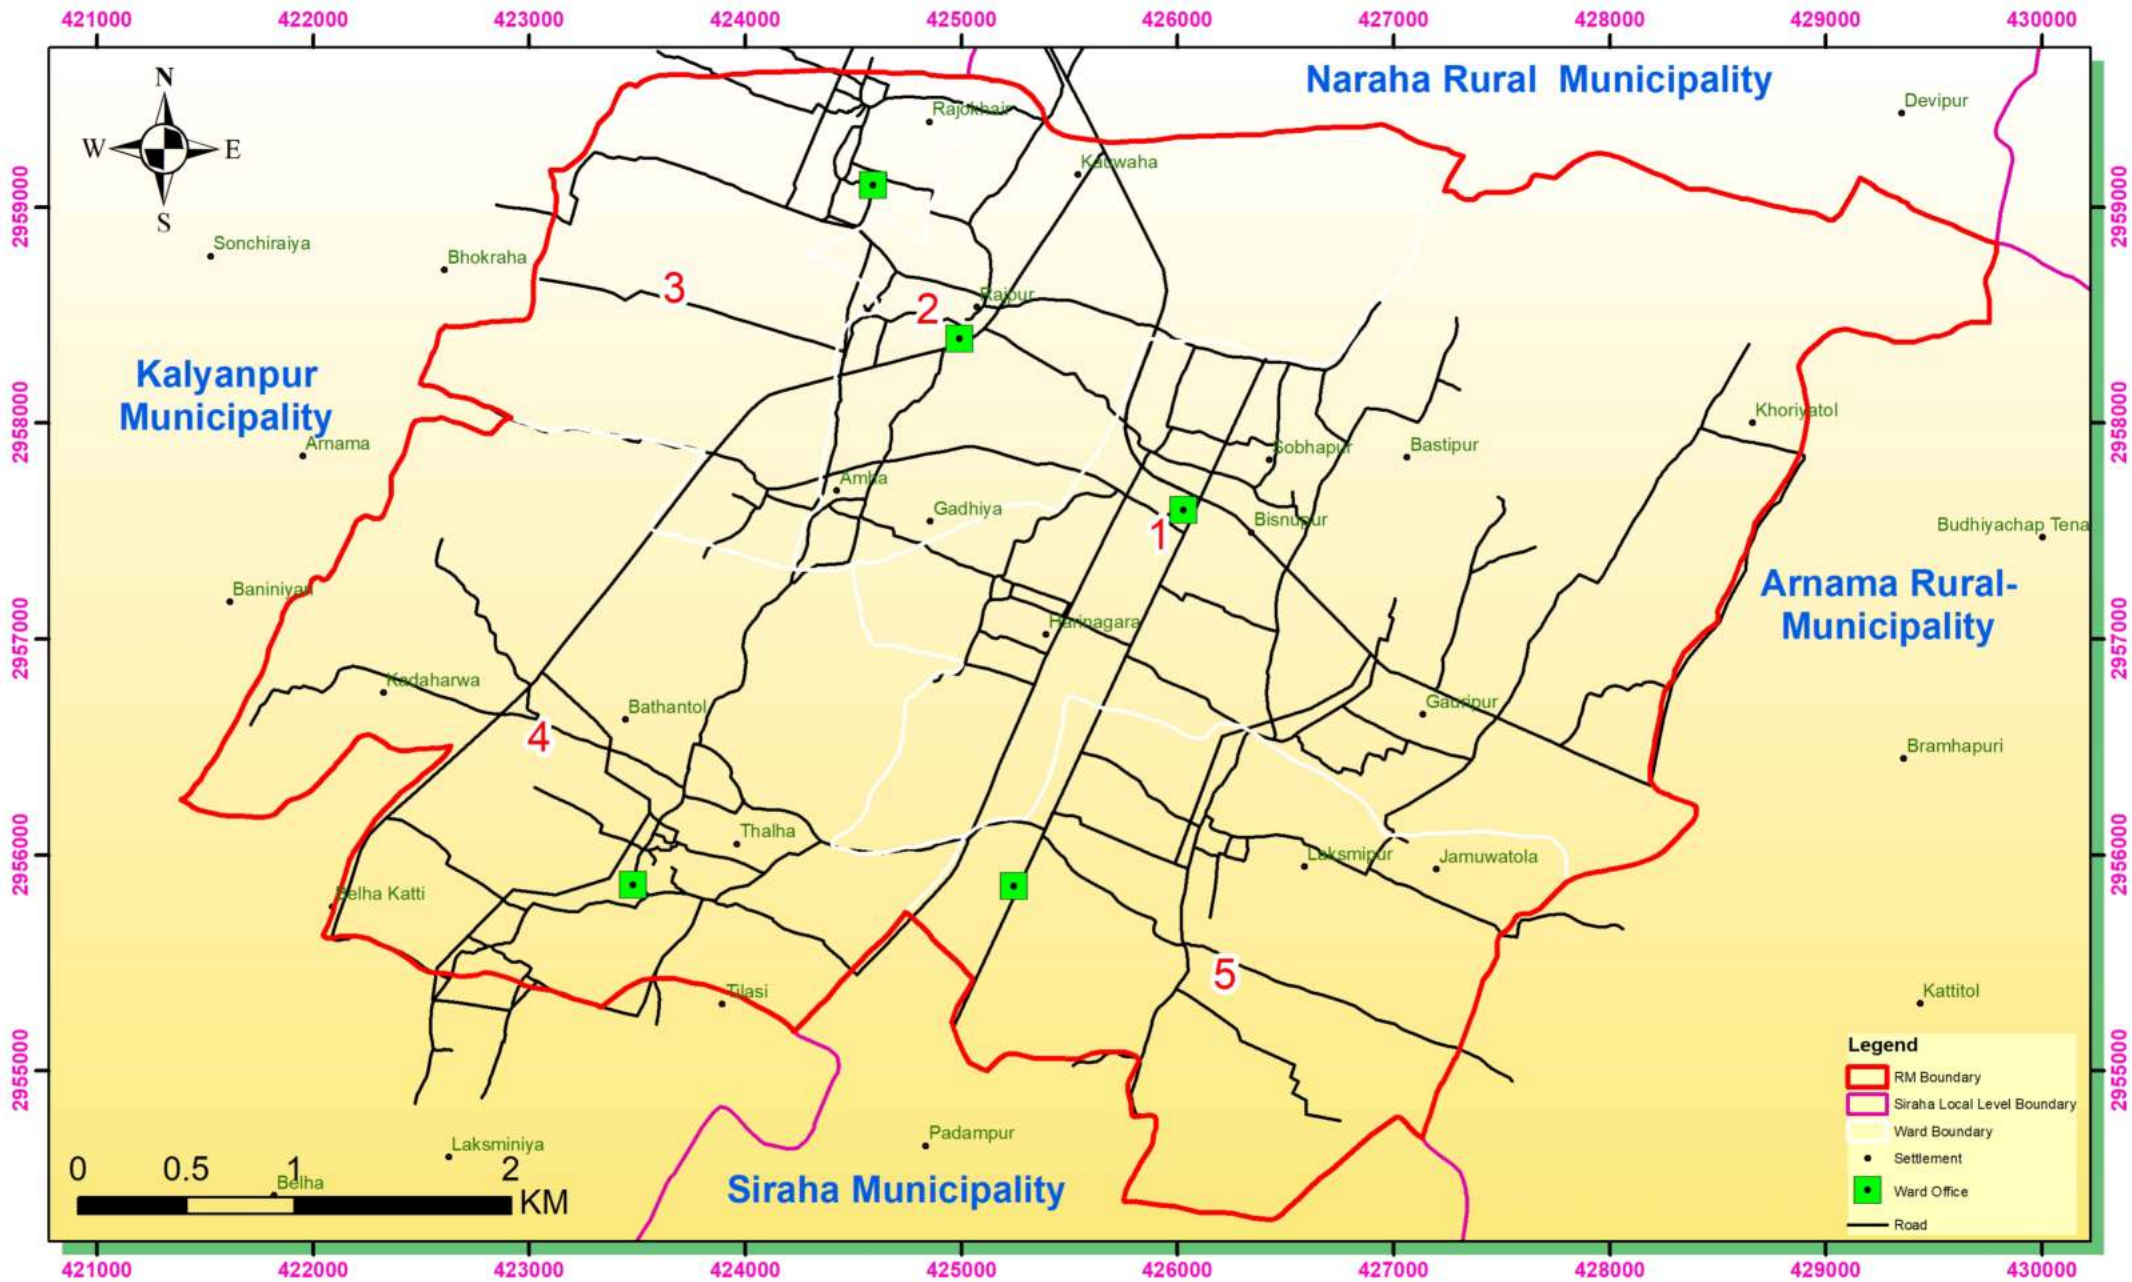 421000 422000 423000 424000 425000 426000 427000 428000 429000 430000
Naraha Rural Municipality
Devipur
Rajokhair
N
W E
S
Kauwaha
2959000 2959000
Sonchiraiya
Bhokraha
3
2
Rajpur
Kalyanpur
Municipality
Khoriyatol
2958000 2958000
Arnama
Sobhapur
Bastipur
Amha
Gadhiya
Bisnupur
1
Budhiyachap Tena
Baniniyan
Arnama Rural-
Municipality
Harinagara
2957000 2957000
Kadaharwa
Bathantol
Gauripur
4
Bramhapuri
Thalha
2956000 2956000
Laksmipur
Jamuwatola
Belha Katti
5
Tilasi
Kattitol
2955000 2955000
Legend
RM Boundary
Siraha Local Level Boundary
Ward Boundary
Settlement
Ward Office
Road
Padampur
Laksminiya
Siraha Municipality
0 0.5 1 2
Belha
KM
421000 422000 423000 424000 425000 426000 427000 428000 429000 430000